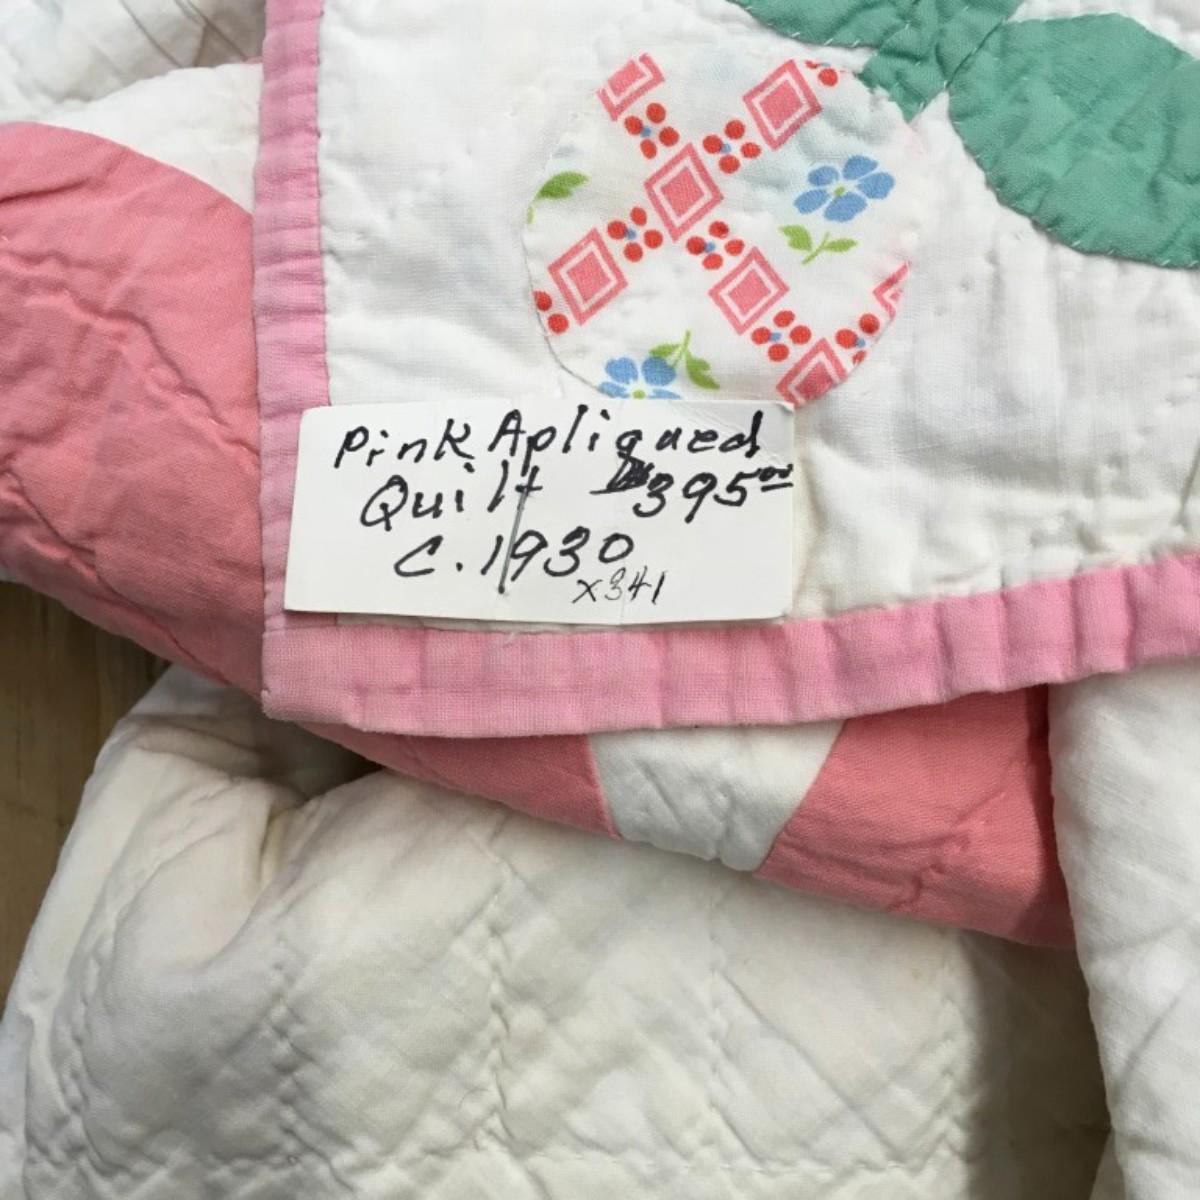 Pink Apliqued
Quilt $395.00
C. 1930
x341